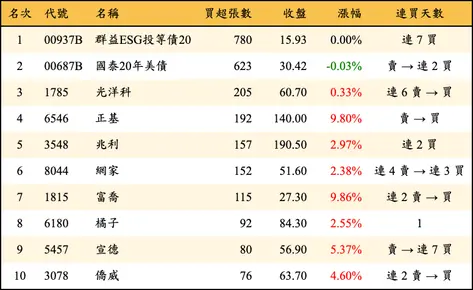 名次 代號 名稱 買超張數 收盤 漲幅 連買天數
1 00937B 群益ESG投等債20 780 15.93 0.00% 連 7 買
2 00687B 國泰20年美債 623 30.42 -0.03% 賣 → 連 2 買
3 1785 光洋科 205 60.70 0.33% 連 6 賣 → 買
4 6546 正基 192 140.00 9.80% 賣 → 買
5 3548 兆利 157 190.50 2.97% 連 2 買
6 8044 網家 152 51.60 2.38% 連 4 賣 → 連 3 買
7 1815 富喬 115 27.30 9.86% 連 2 賣 → 買
8 6180 橘子 92 84.30 2.55% 1
9 5457 宣德 80 56.90 5.37% 賣 → 連 7 買
10 3078 僑威 76 63.70 4.60% 連 2 賣 → 買